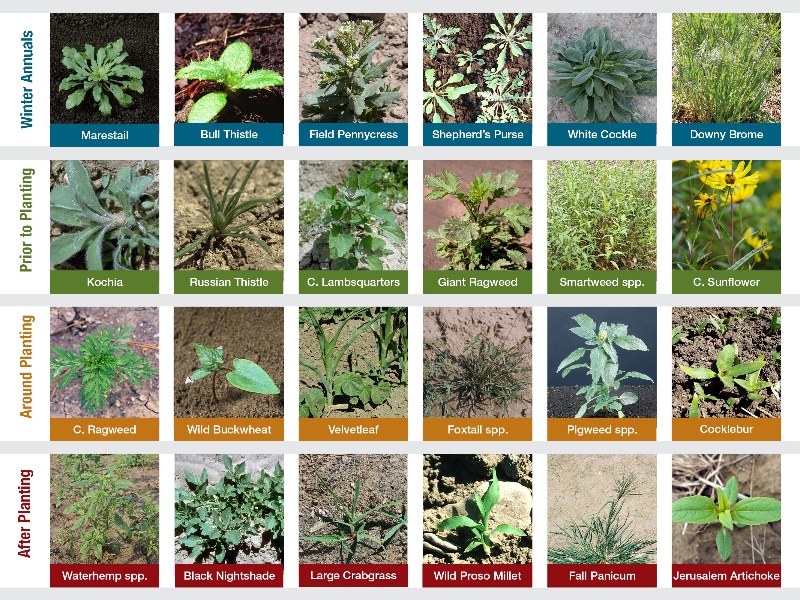 Winter Annuals
Marestail
Bull Thistle
Field Pennycress
Shepherd's Purse
White Cockle
Downy Brome
Prior to Planting
Kochia
Russian Thistle
C. Lambsquarters
Giant Ragweed
Smartweed spp.
C. Sunflower
Around Planting
C. Ragweed
Wild Buckwheat
Velvetleaf
Foxtail spp.
Pigweed spp.
Cocklebur
After Planting
Waterhemp spp.
Black Nightshade
Large Crabgrass
Wild Proso Millet
Fall Panicum
Jerusalem Artichoke